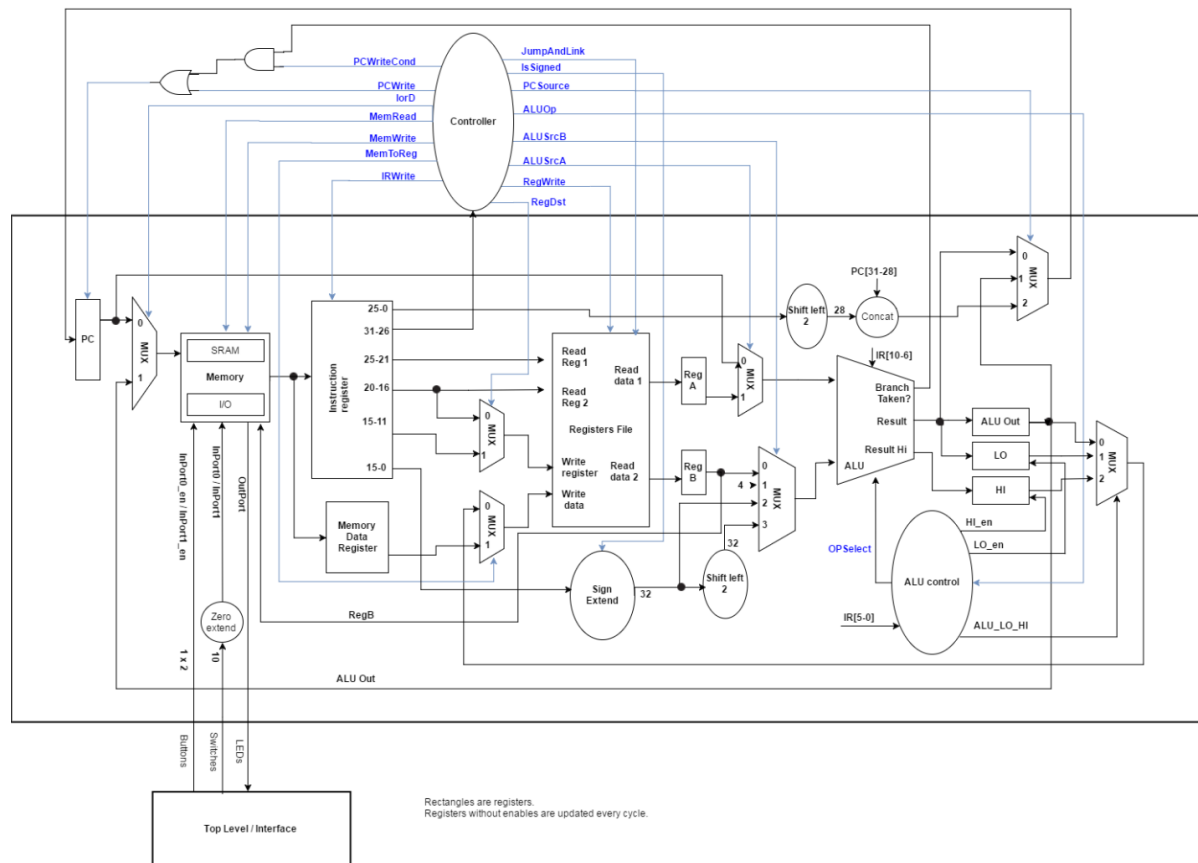 JumpAndLink
IsSigned
PCWriteCond
PCSource
PCWrite
IorD
ALUOp
MemRead
Controller
MemWrite
ALUSrcB
MemToReg
ALUSrcA
IRWrite
RegWrite
RegDst
PC
0
MUX
1
SRAM
Memory
I/O
InPort0_en / InPort1_en
InPort0 / InPort1
OutPort
Instruction register
25-0
31-26
25-21
20-16
15-11
15-0
Memory
Data
Register
0
MUX
1
0
MUX
1
Read
Reg 1
Read
Reg 2
Read
data 1
Registers File
Write
register
Write
data
Read
data 2
Reg
A
Reg
B
0
MUX
1
0
4
1
2
3
MUX
32
Sign
Extend
32
Shift left
2
Shift left
2
28
PC[31-28]
Concat
0
1
2
MUX
IR[10-6]
Branch
Taken?
Result
Result Hi
ALU
ALU Out
LO
HI
0
1
2
MUX
HI_en
LO_en
OPSelect
ALU control
IR[5-0]
ALU_LO_HI
RegB
Zero
extend
1 x 2
10
ALU Out
Buttons
Switches
LEDs
Top Level / Interface
Rectangles are registers.
Registers without enables are updated every cycle.